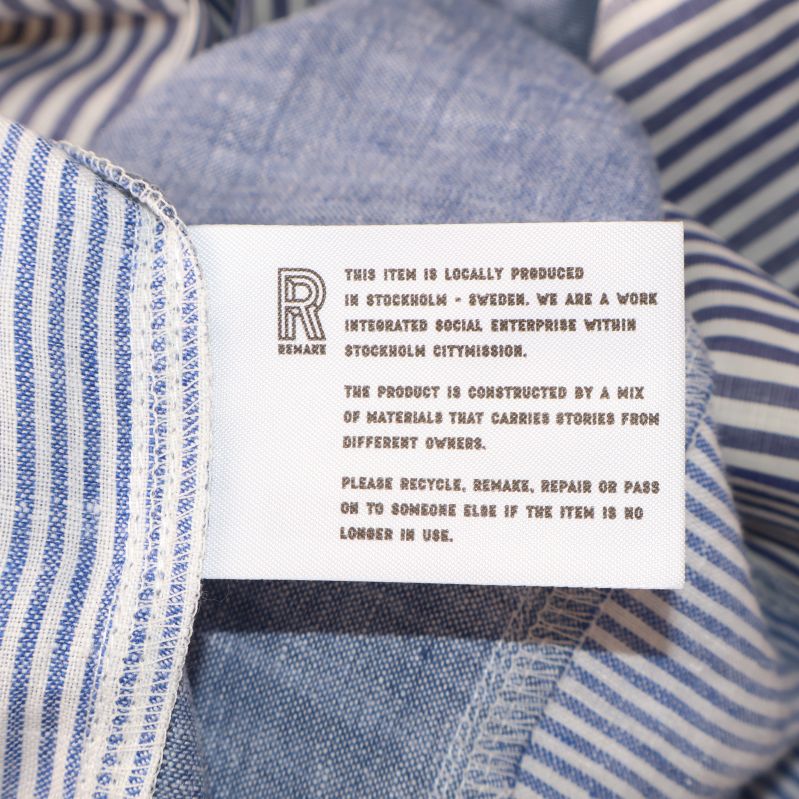 R
REMAKE
THIS ITEM IS LOCALLY PRODUCED
IN STOCKHOLM - SWEDEN. WE ARE A WORK
INTEGRATED SOCIAL ENTERPRISE WITHIN
STOCKHOLM CITYMISSION.
THE PRODUCT IS CONSTRUCTED BY A MIX
OF MATERIALS THAT CARRIES STORIES FROM
DIFFERENT OWNERS.
PLEASE RECYCLE, REMAKE, REPAIR OR PASS
ON TO SOMEONE ELSE IF THE ITEM IS NO
LONGER IN USE.